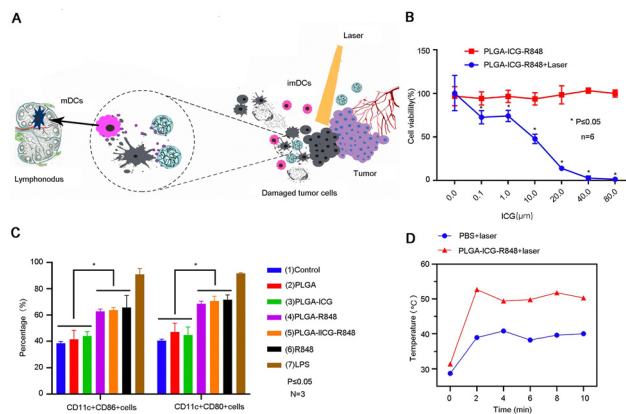 A
Laser
imDCs
mDCs
Lymphonodus
Tumor
Damaged tumor cells
B
PLGA-ICG-R848
PLGA-ICG-R848+Laser
Cell viability(%)
150
100
50
0
* P≤0.05
n=6
* * * * * *
0.0 0.1 1.0 10.0 20.0 40.0 80.0
ICG(μm)
C
Percentage (%)
100
80
60
40
20
0
* *
CD11c+CD86+cells CD11c+CD80+cells
(1)Control
(2)PLGA
(3)PLGA-ICG
(4)PLGA-R848
(5)PLGA-IICG-R848
(6)R848
(7)LPS
P≤0.05
N=3
D
PBS+laser
PLGA-ICG-R848+laser
Temperature (°C)
60
50
40
30
0 2 4 6 8 10
Time (min)